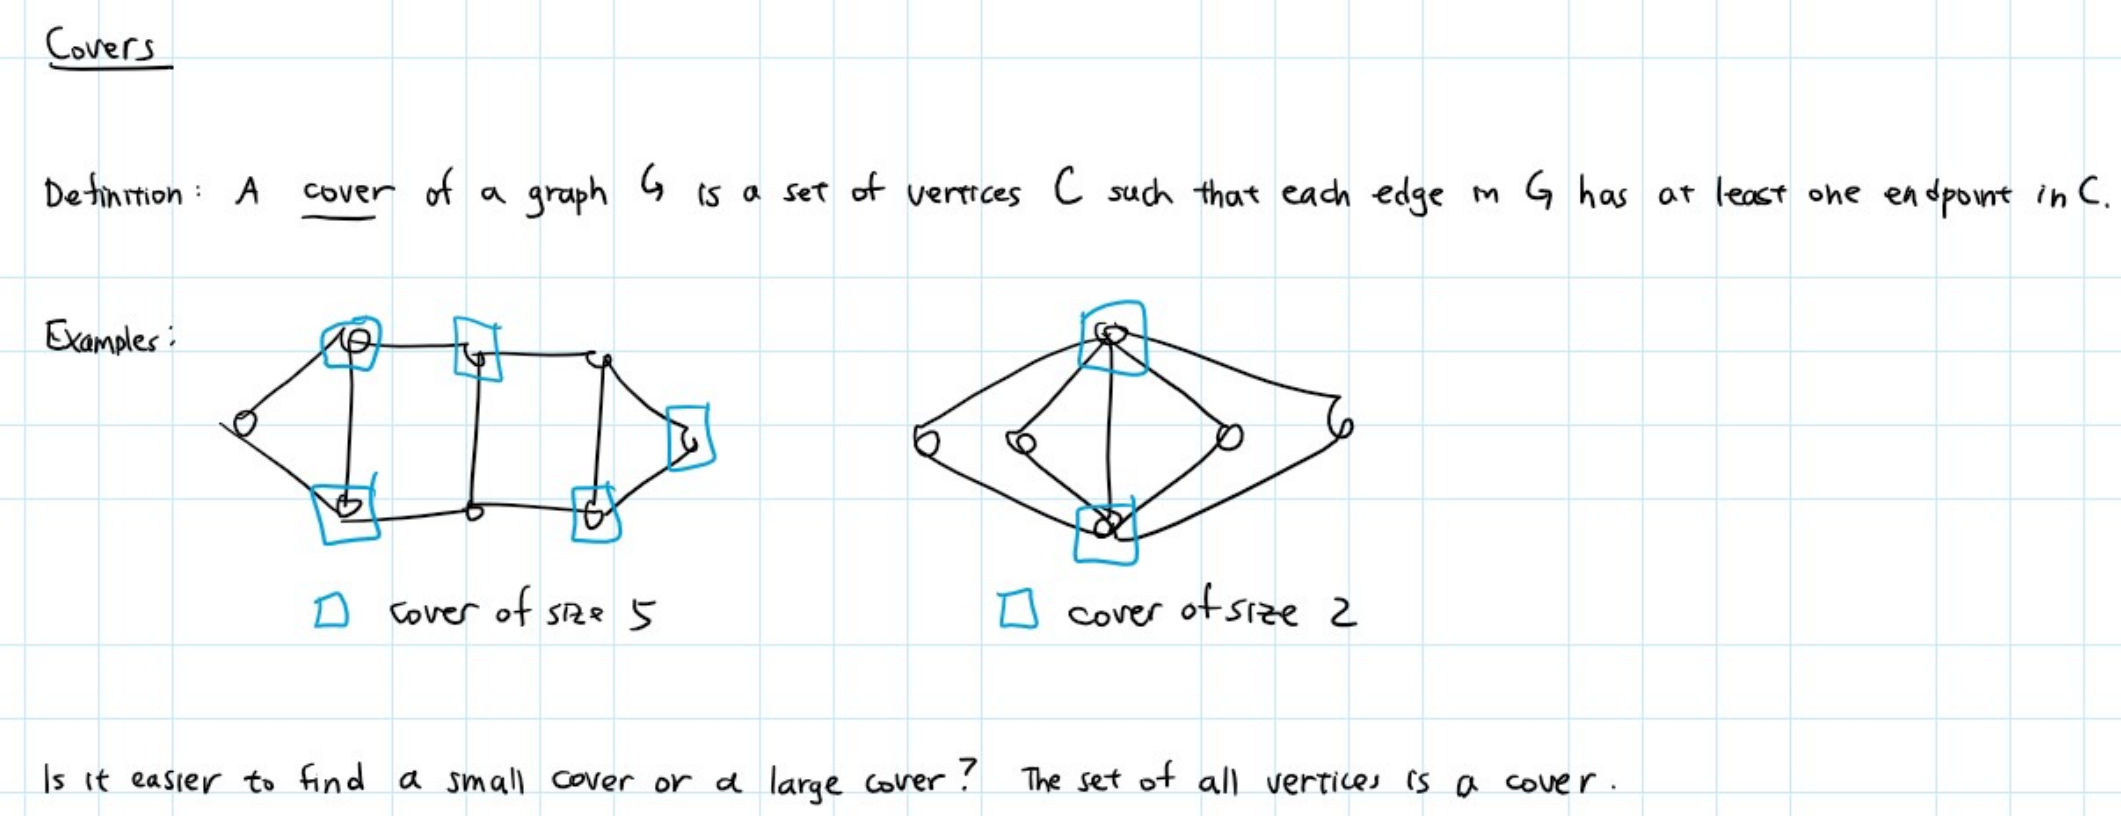 Covers
Definition: A cover of a graph G is a set of vertices C such that each edge in G has at least one endpoint in C.
Examples:
cover of size 5
cover of size 2
Is it easier to find a small cover or a large cover? The set of all vertices is a cover.